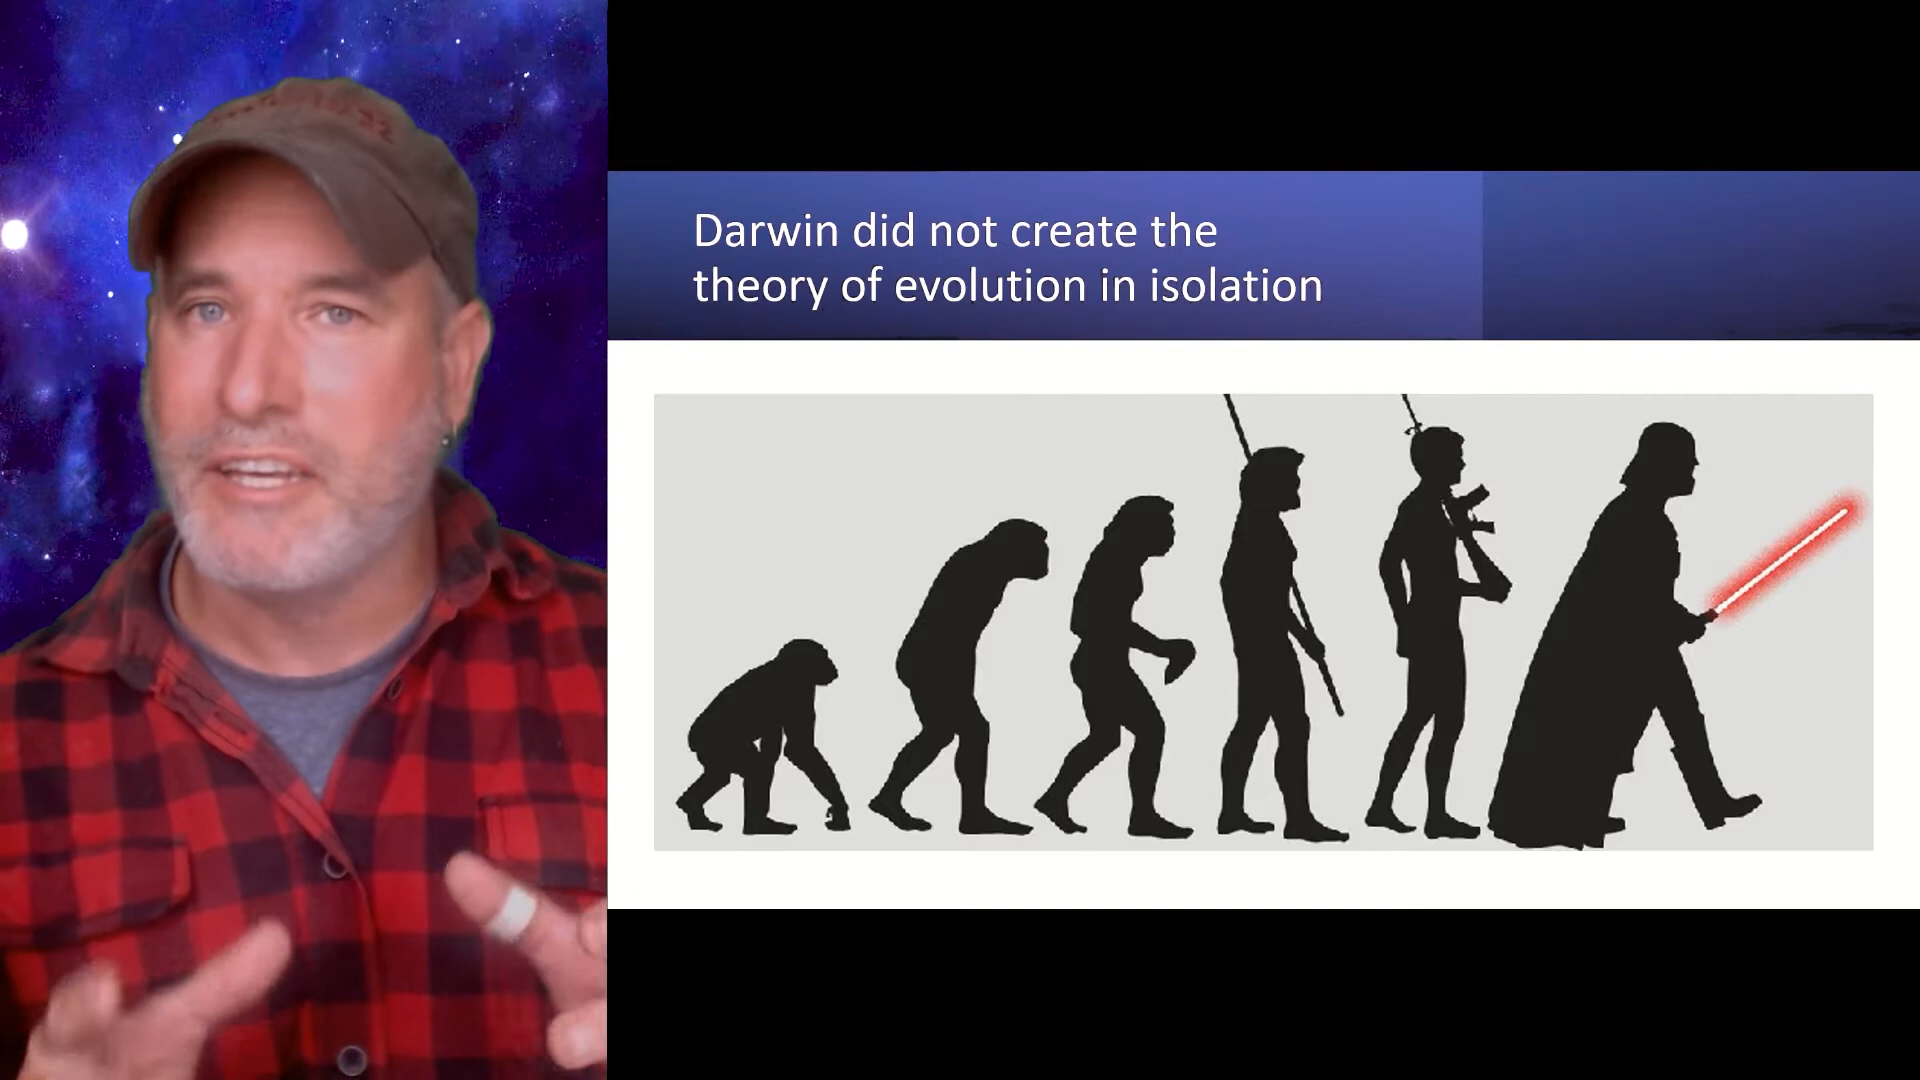 Darwin did not create the
theory of evolution in isolation